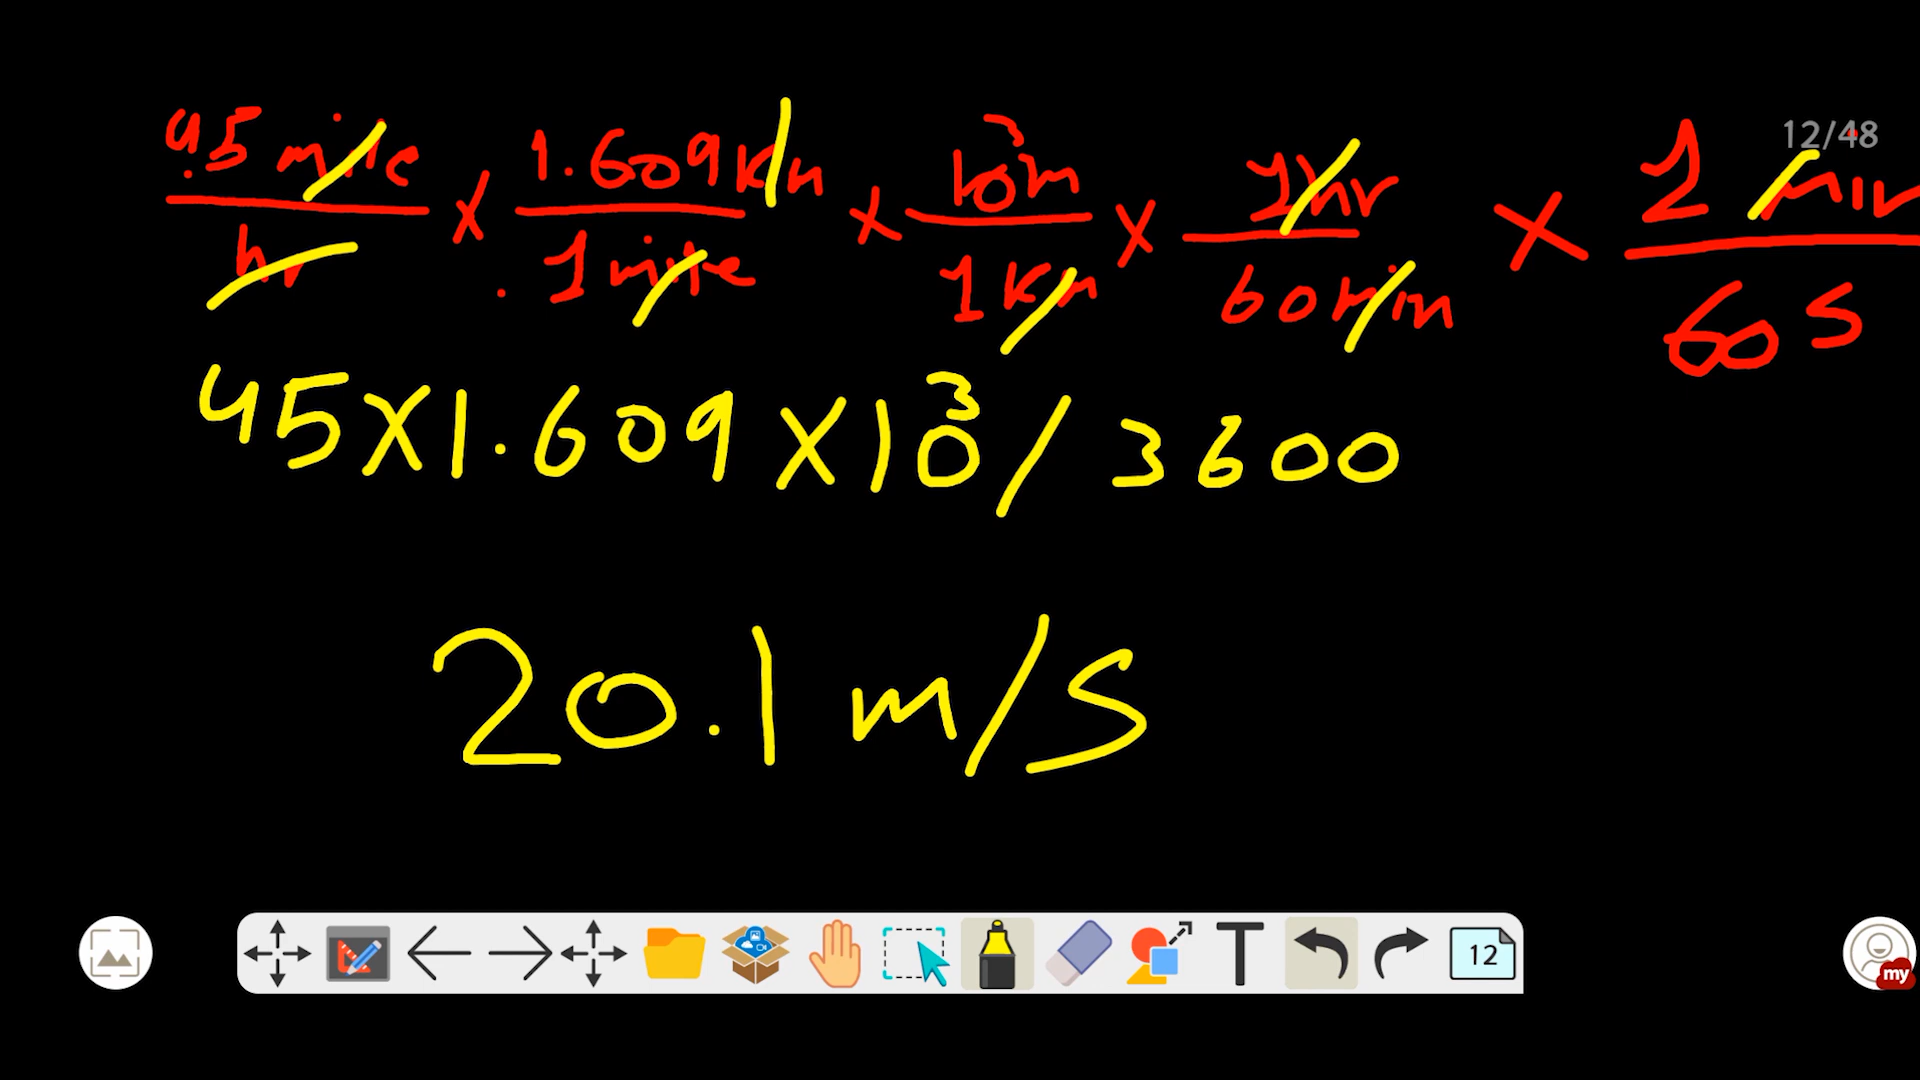 12/48
45 mile/hr × 1.609 km/1 mile × 10³m/1 km × 1 hr/60 min × 1 min/60 s
45 × 1.609 × 10³ / 3600
20.1 m/s
T
12
my